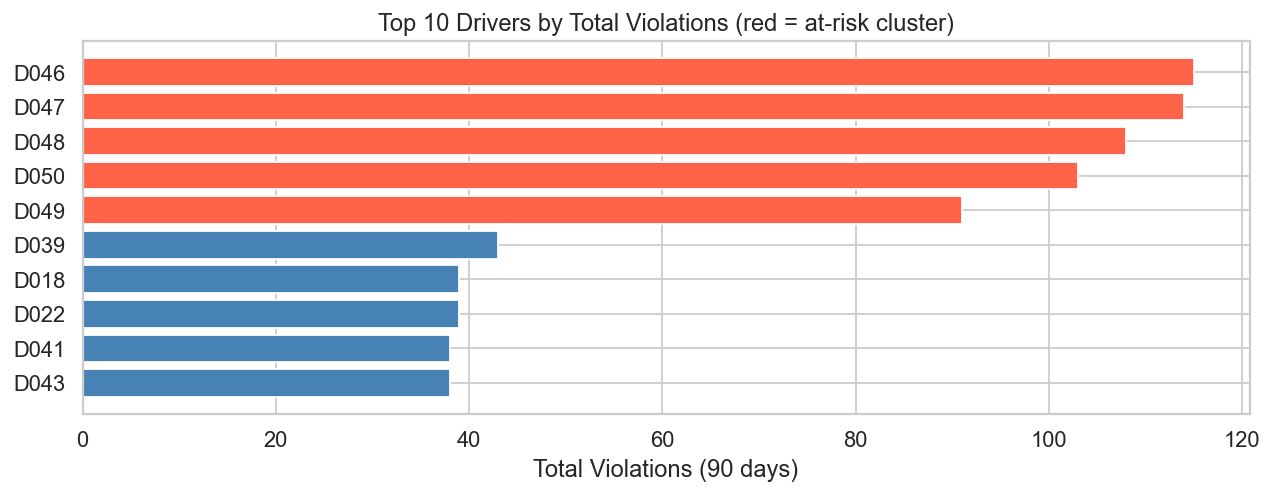 Top 10 Drivers by Total Violations (red = at-risk cluster)
D046
D047
D048
D050
D049
D039
D018
D022
D041
D043
0 20 40 60 80 100 120
Total Violations (90 days)